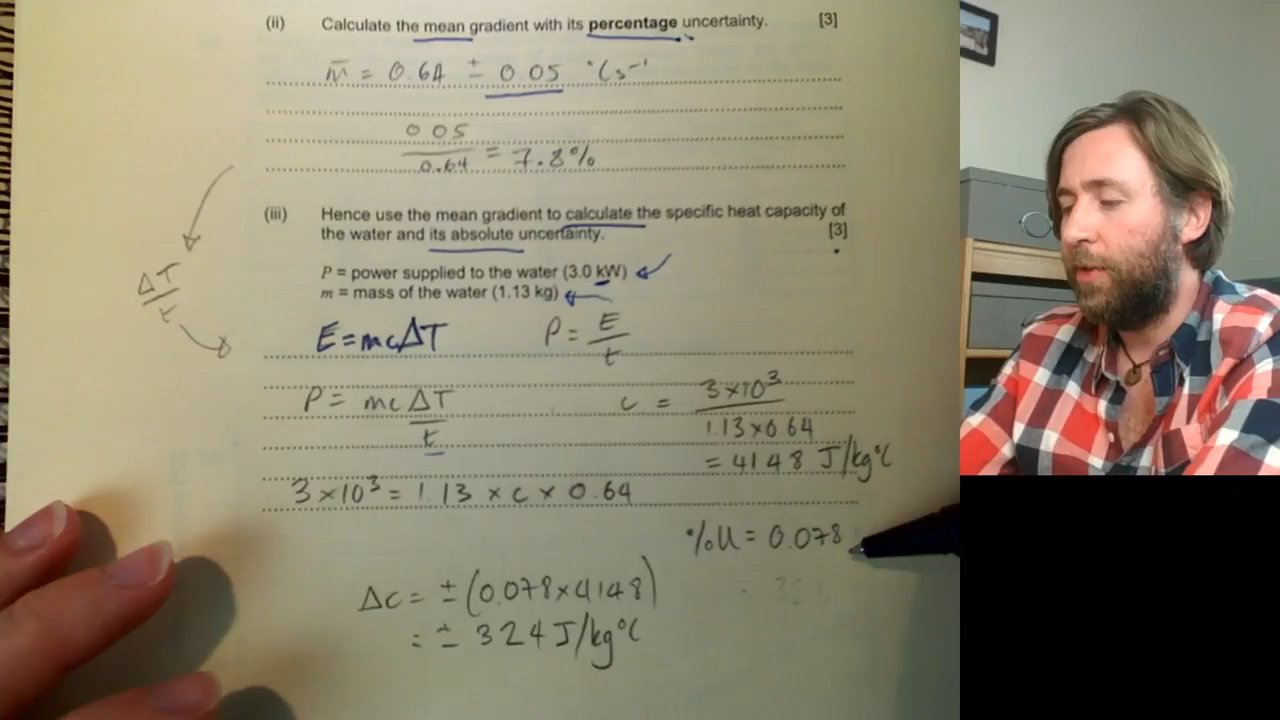 (ii) Calculate the mean gradient with its percentage uncertainty. [3]
m̄ = 0.64 ± 0.05 °Cs⁻¹
0.05
0.64
= 7.8%
(iii) Hence use the mean gradient to calculate the specific heat capacity of
the water and its absolute uncertainty. [3]
P = power supplied to the water (3.0 kW)
m = mass of the water (1.13 kg)
ΔT
t
E = mcΔT
P = E
t
P = mcΔT
t
c = 3×10³
1.13×0.64
= 4148 J/kg°C
3×10³ = 1.13 × c × 0.64
%U = 0.078
Δc = ±(0.078×4148)
= ± 324 J/kg°C